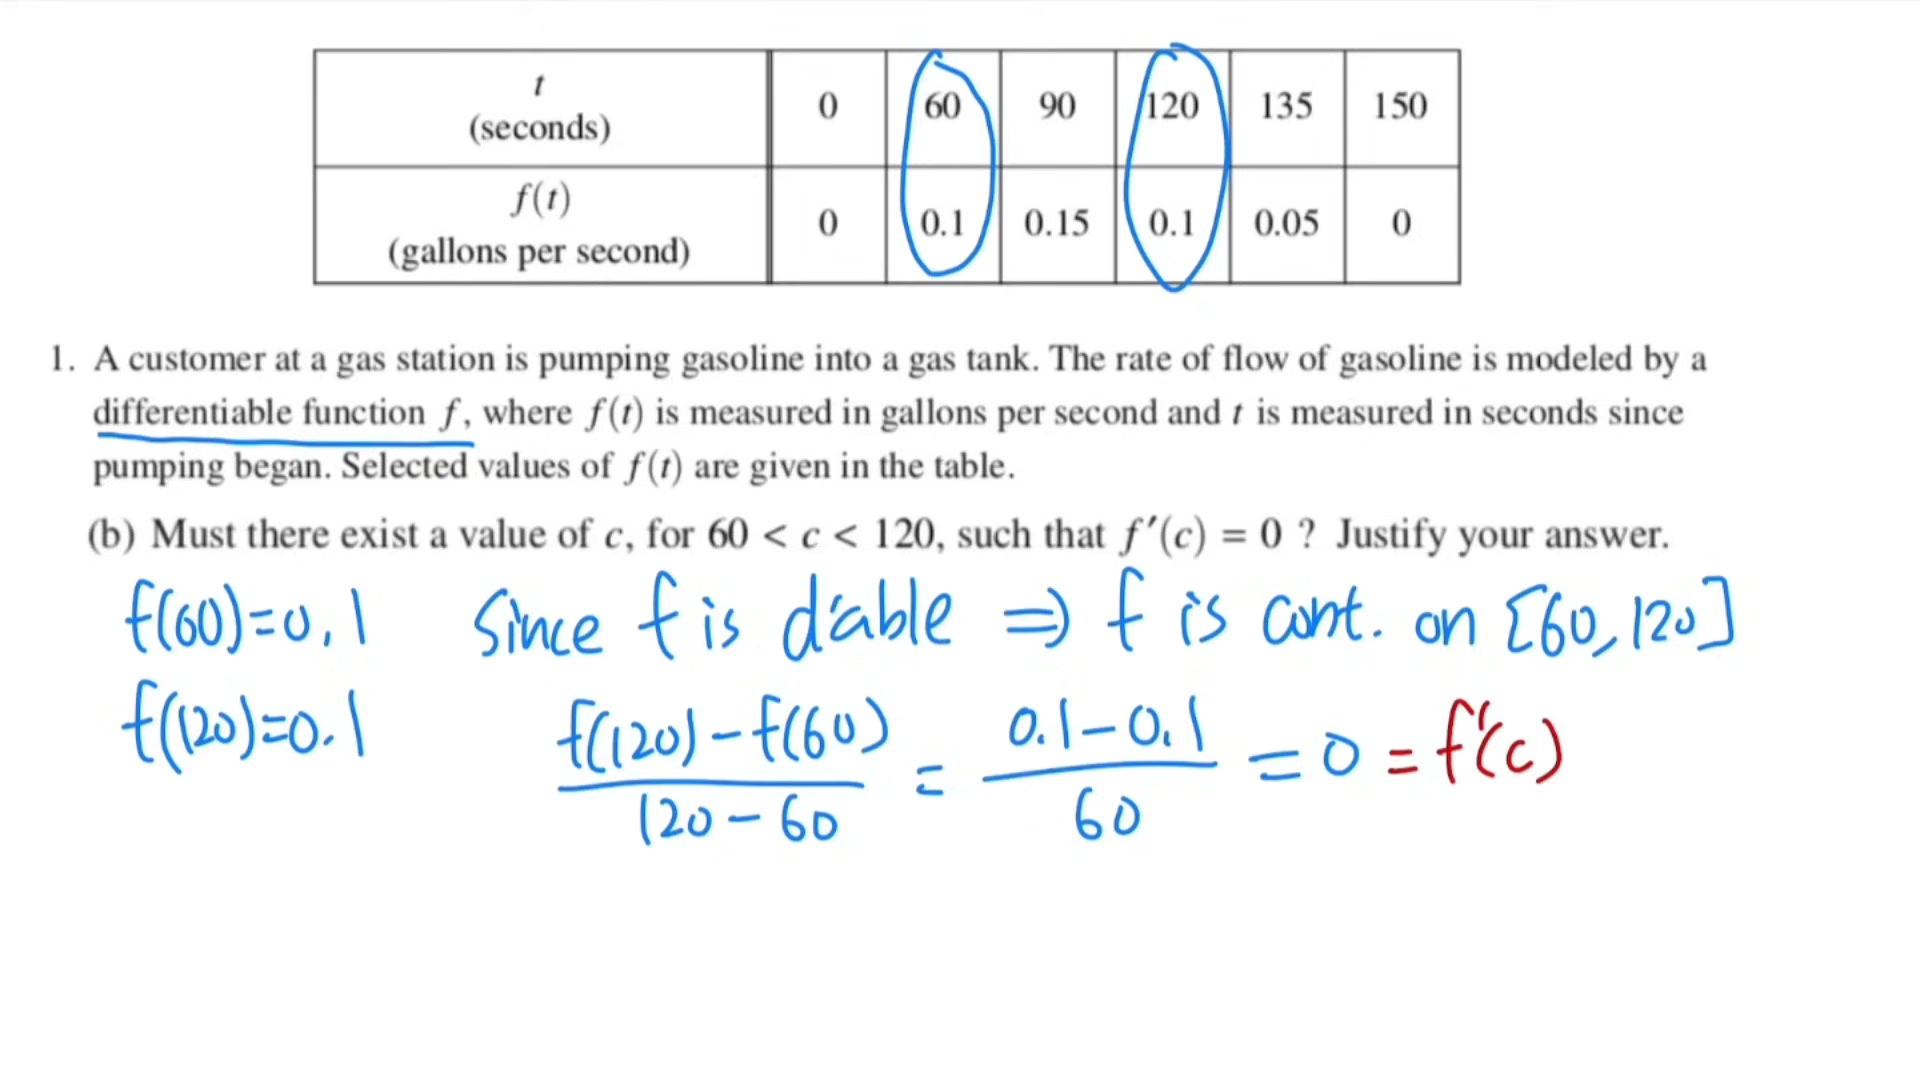 t (seconds) 0 60 90 120 135 150
f(t) (gallons per second) 0 0.1 0.15 0.1 0.05 0
1. A customer at a gas station is pumping gasoline into a gas tank. The rate of flow of gasoline is modeled by a
differentiable function f, where f(t) is measured in gallons per second and t is measured in seconds since
pumping began. Selected values of f(t) are given in the table.
(b) Must there exist a value of c, for 60 < c < 120, such that f′(c) = 0 ? Justify your answer.
f(60)=0.1 Since f is d'able ⇒ f is cont. on [60, 120]
f(120)=0.1
f(120) − f(60) / 120 − 60 = 0.1−0.1 / 60 = 0 = f'(c)